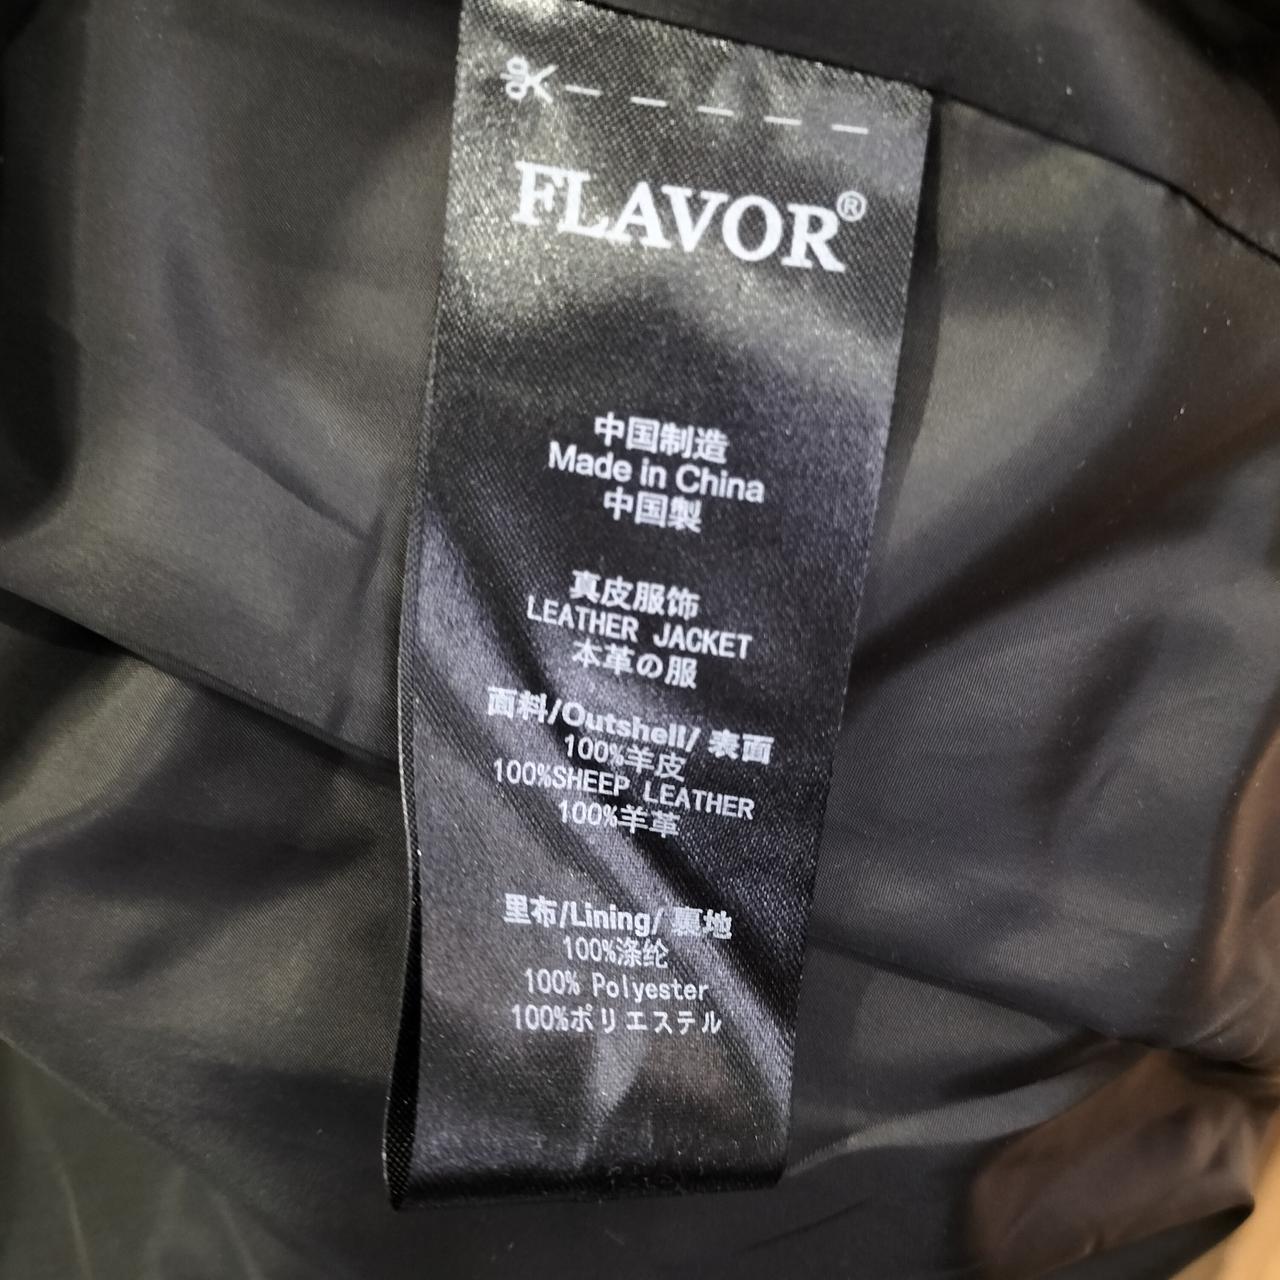 FLAVOR®
中国制造
Made in China
中国製
真皮服饰
LEATHER JACKET
本革の服
面料/Outshell/ 表面
100%羊皮
100%SHEEP LEATHER
100%羊革
里布/Lining/ 裏地
100%涤纶
100% Polyester
100%ポリエステル